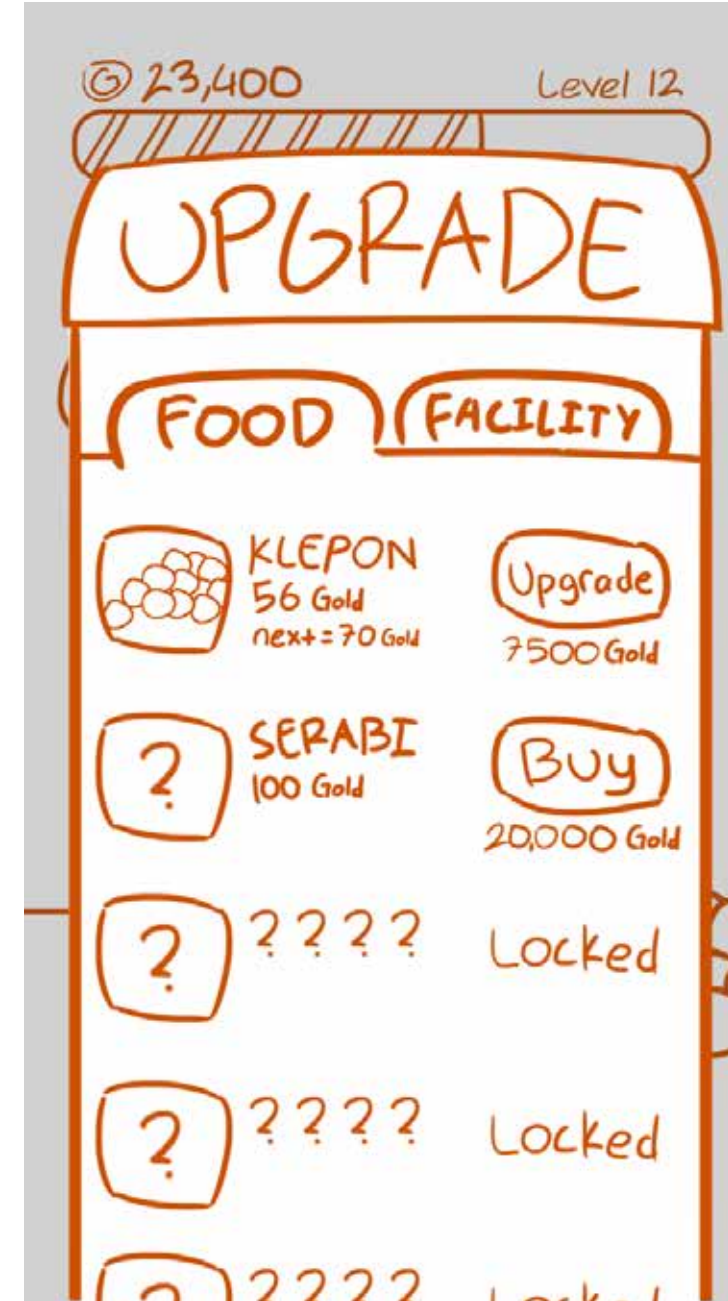 G 23,400 Level 12
UPGRADE
FOOD FACILITY
KLEPON
56 Gold
next = 70 Gold
Upgrade
7500 Gold
?
SERABI
100 Gold
Buy
20,000 Gold
?
? ? ? ?
Locked
?
? ? ? ?
Locked
?
? ? ? ?
Locked